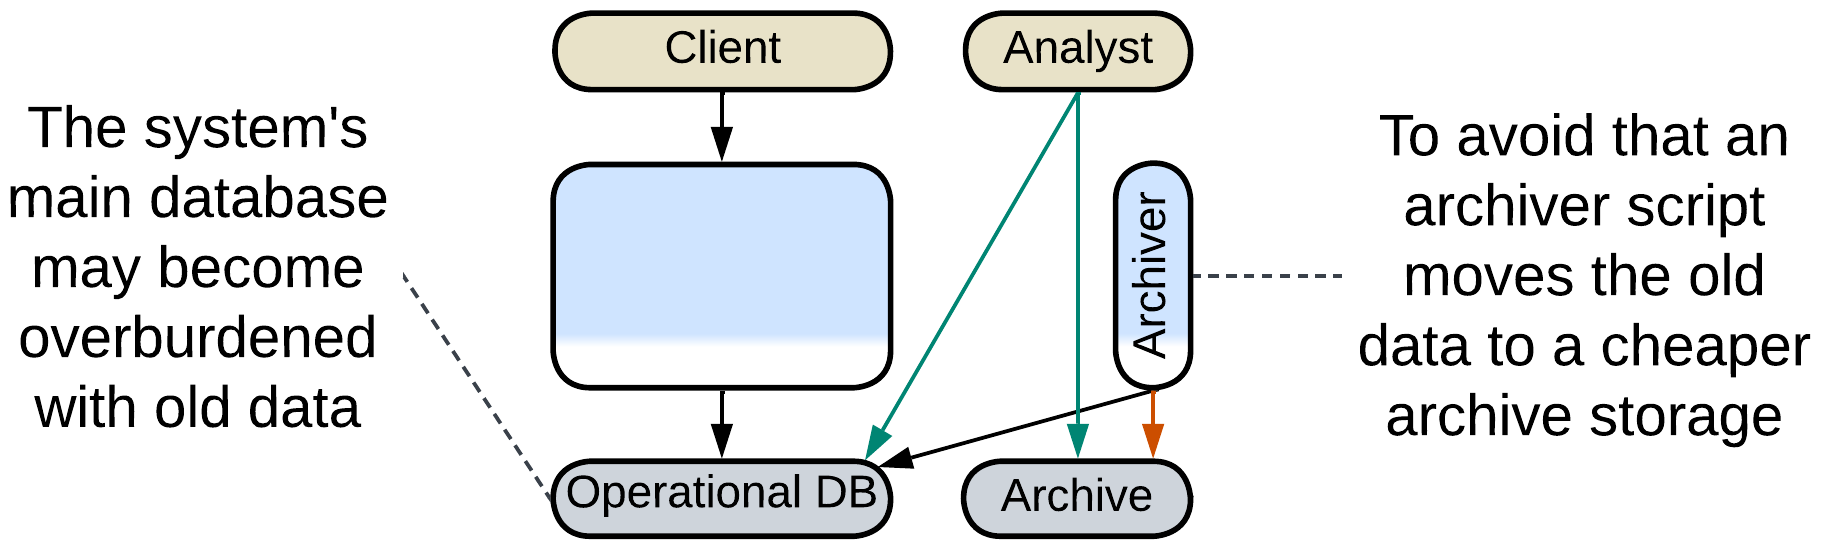 Client
Analyst
The system's
main database
may become
overburdened
with old data
Archiver
To avoid that an
archiver script
moves the old
data to a cheaper
archive storage
Operational DB
Archive